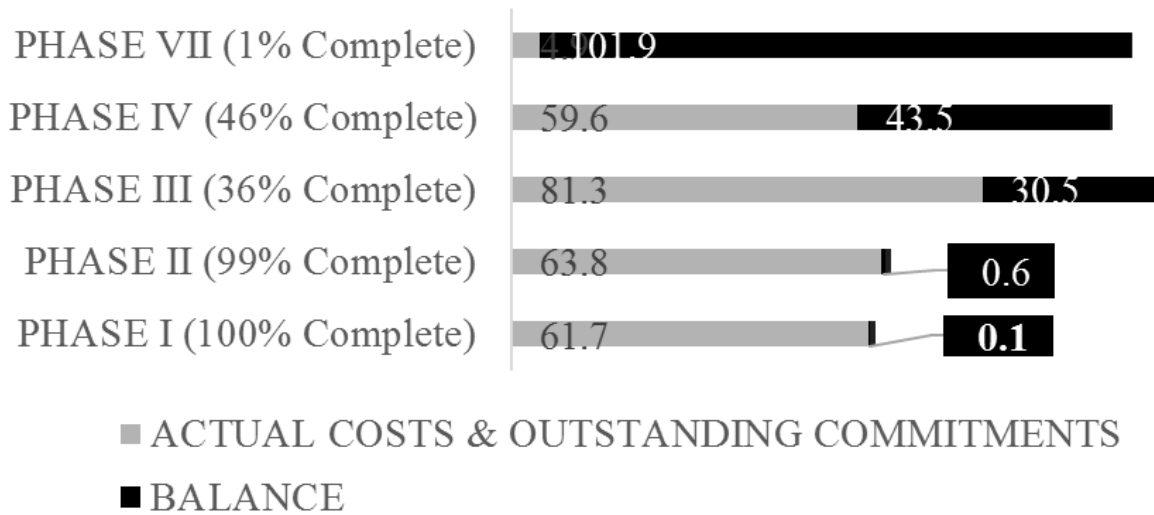 PHASE VII (1% Complete) 4.9 101.9
PHASE IV (46% Complete) 59.6 43.5
PHASE III (36% Complete) 81.3 30.5
PHASE II (99% Complete) 63.8 0.6
PHASE I (100% Complete) 61.7 0.1
ACTUAL COSTS & OUTSTANDING COMMITMENTS
BALANCE